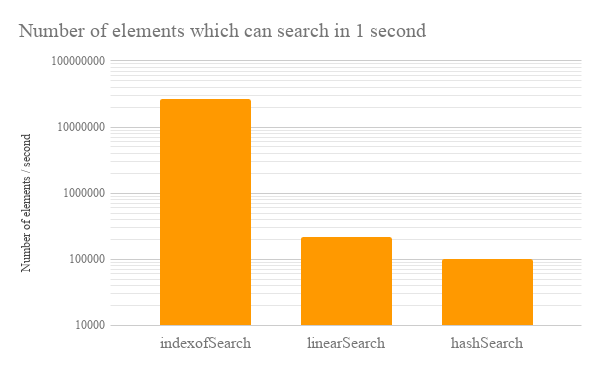 Number of elements which can search in 1 second
100000000
10000000
1000000
100000
10000
Number of elements / second
indexofSearch
linearSearch
hashSearch